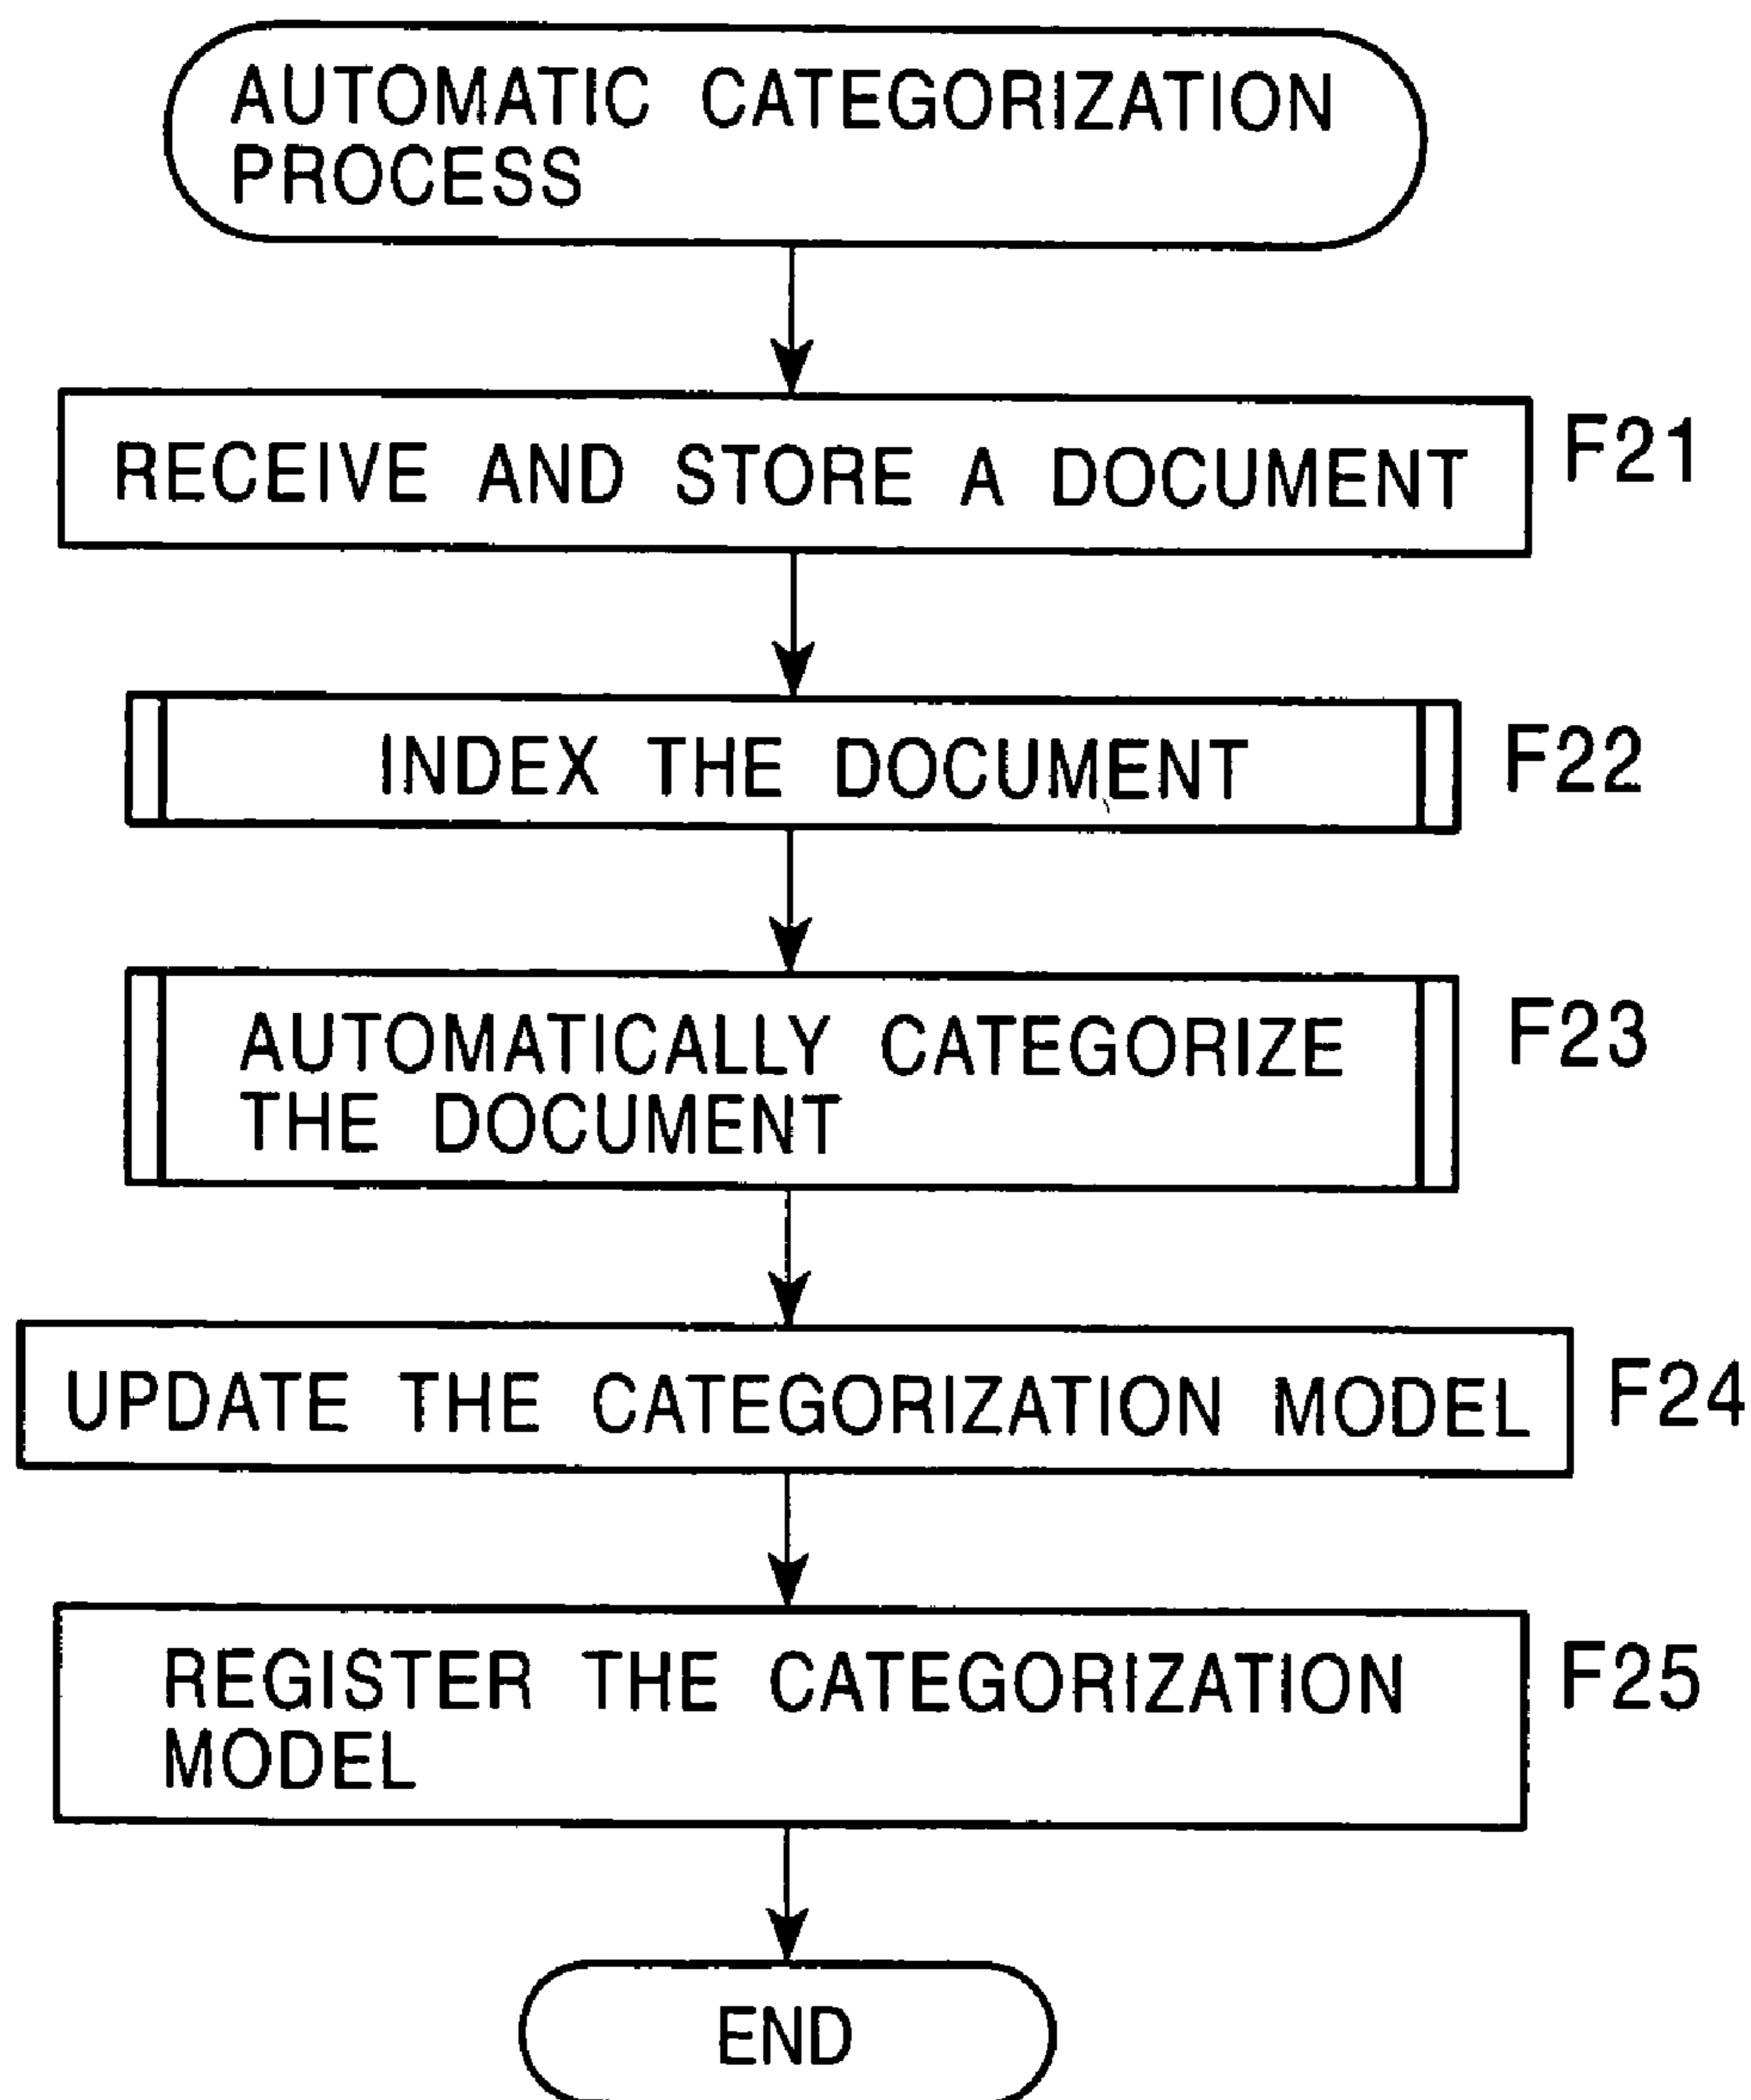 AUTOMATIC CATEGORIZATION
PROCESS
RECEIVE AND STORE A DOCUMENT
F21
INDEX THE DOCUMENT
F22
AUTOMATICALLY CATEGORIZE
THE DOCUMENT
F23
UPDATE THE CATEGORIZATION MODEL
F24
REGISTER THE CATEGORIZATION
MODEL
F25
END